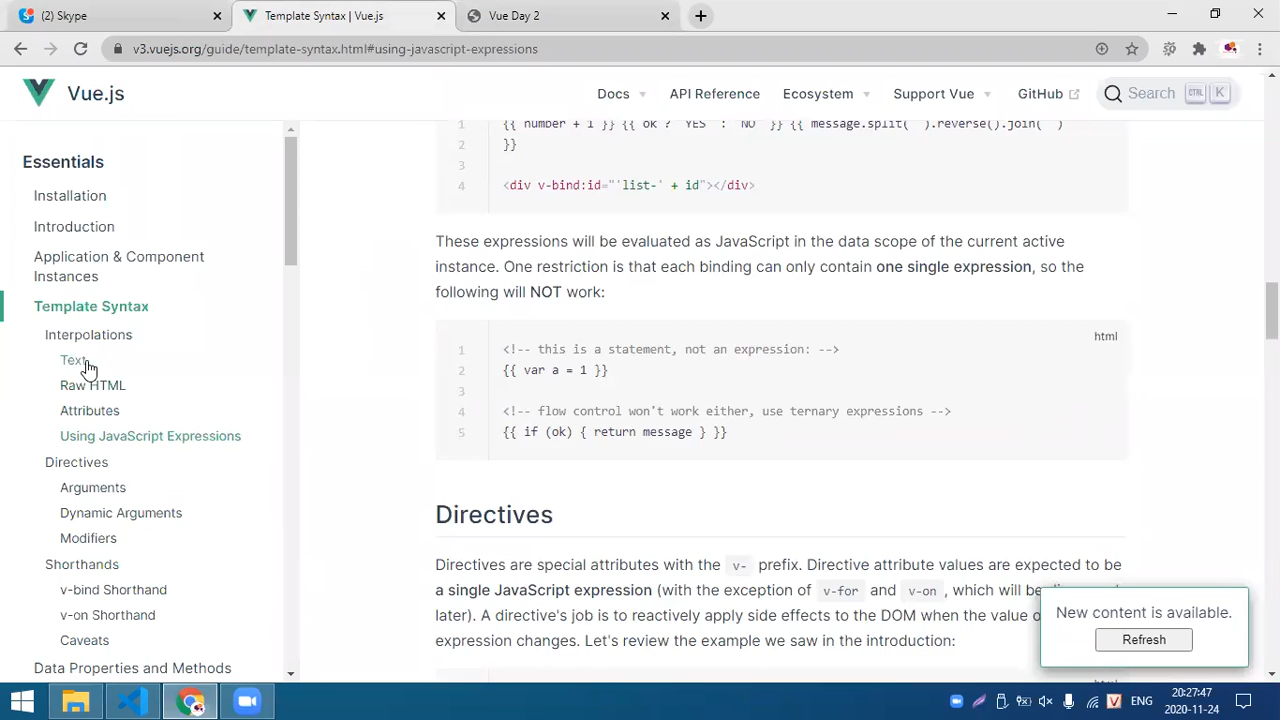 (2) Skype
Template Syntax | Vue.js
Vue Day 2
v3.vuejs.org/guide/template-syntax.html#using-javascript-expressions
Vue.js
Docs
API Reference
Ecosystem
Support Vue
GitHub
Search
CTRL
K
Essentials
Installation
Introduction
Application & Component
Instances
Template Syntax
Interpolations
Text
Raw HTML
Attributes
Using JavaScript Expressions
Directives
Arguments
Dynamic Arguments
Modifiers
Shorthands
v-bind Shorthand
v-on Shorthand
Caveats
Data Properties and Methods
1 {{ number + 1 }} {{ ok ? 'YES' : 'NO' }} {{ message.split('').reverse().join('')
2 }}
3
4 <div v-bind:id="'list-' + id"></div>
These expressions will be evaluated as JavaScript in the data scope of the current active
instance. One restriction is that each binding can only contain one single expression, so the
following will NOT work:
html
1 <!-- this is a statement, not an expression: -->
2 {{ var a = 1 }}
3
4 <!-- flow control won't work either, use ternary expressions -->
5 {{ if (ok) { return message } }}
Directives
Directives are special attributes with the v- prefix. Directive attribute values are expected to be
a single JavaScript expression (with the exception of v-for and v-on , which will be
later). A directive's job is to reactively apply side effects to the DOM when the value o
expression changes. Let's review the example we saw in the introduction:
New content is available.
Refresh
V
ENG
20:27:47
2020-11-24